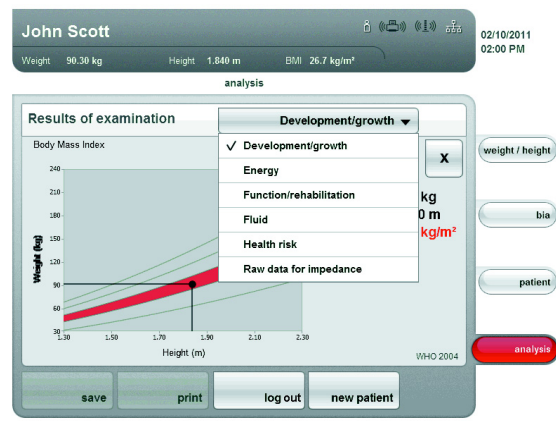 John Scott
Weight 90.30 kg Height 1.840 m BMI 26.7 kg/m²
02/10/2011
02:00 PM
analysis
Results of examination
Development/growth
Body Mass Index
✓ Development/growth
Energy
Function/rehabilitation
Fluid
Health risk
Raw data for impedance
X
kg
0 m
kg/m²
weight / height
bia
patient
analysis
Weight (kg)
240
210
180
150
120
90
60
30
1.30 1.50 1.70 1.90 2.10 2.30
Height (m)
WHO 2004
save print log out new patient